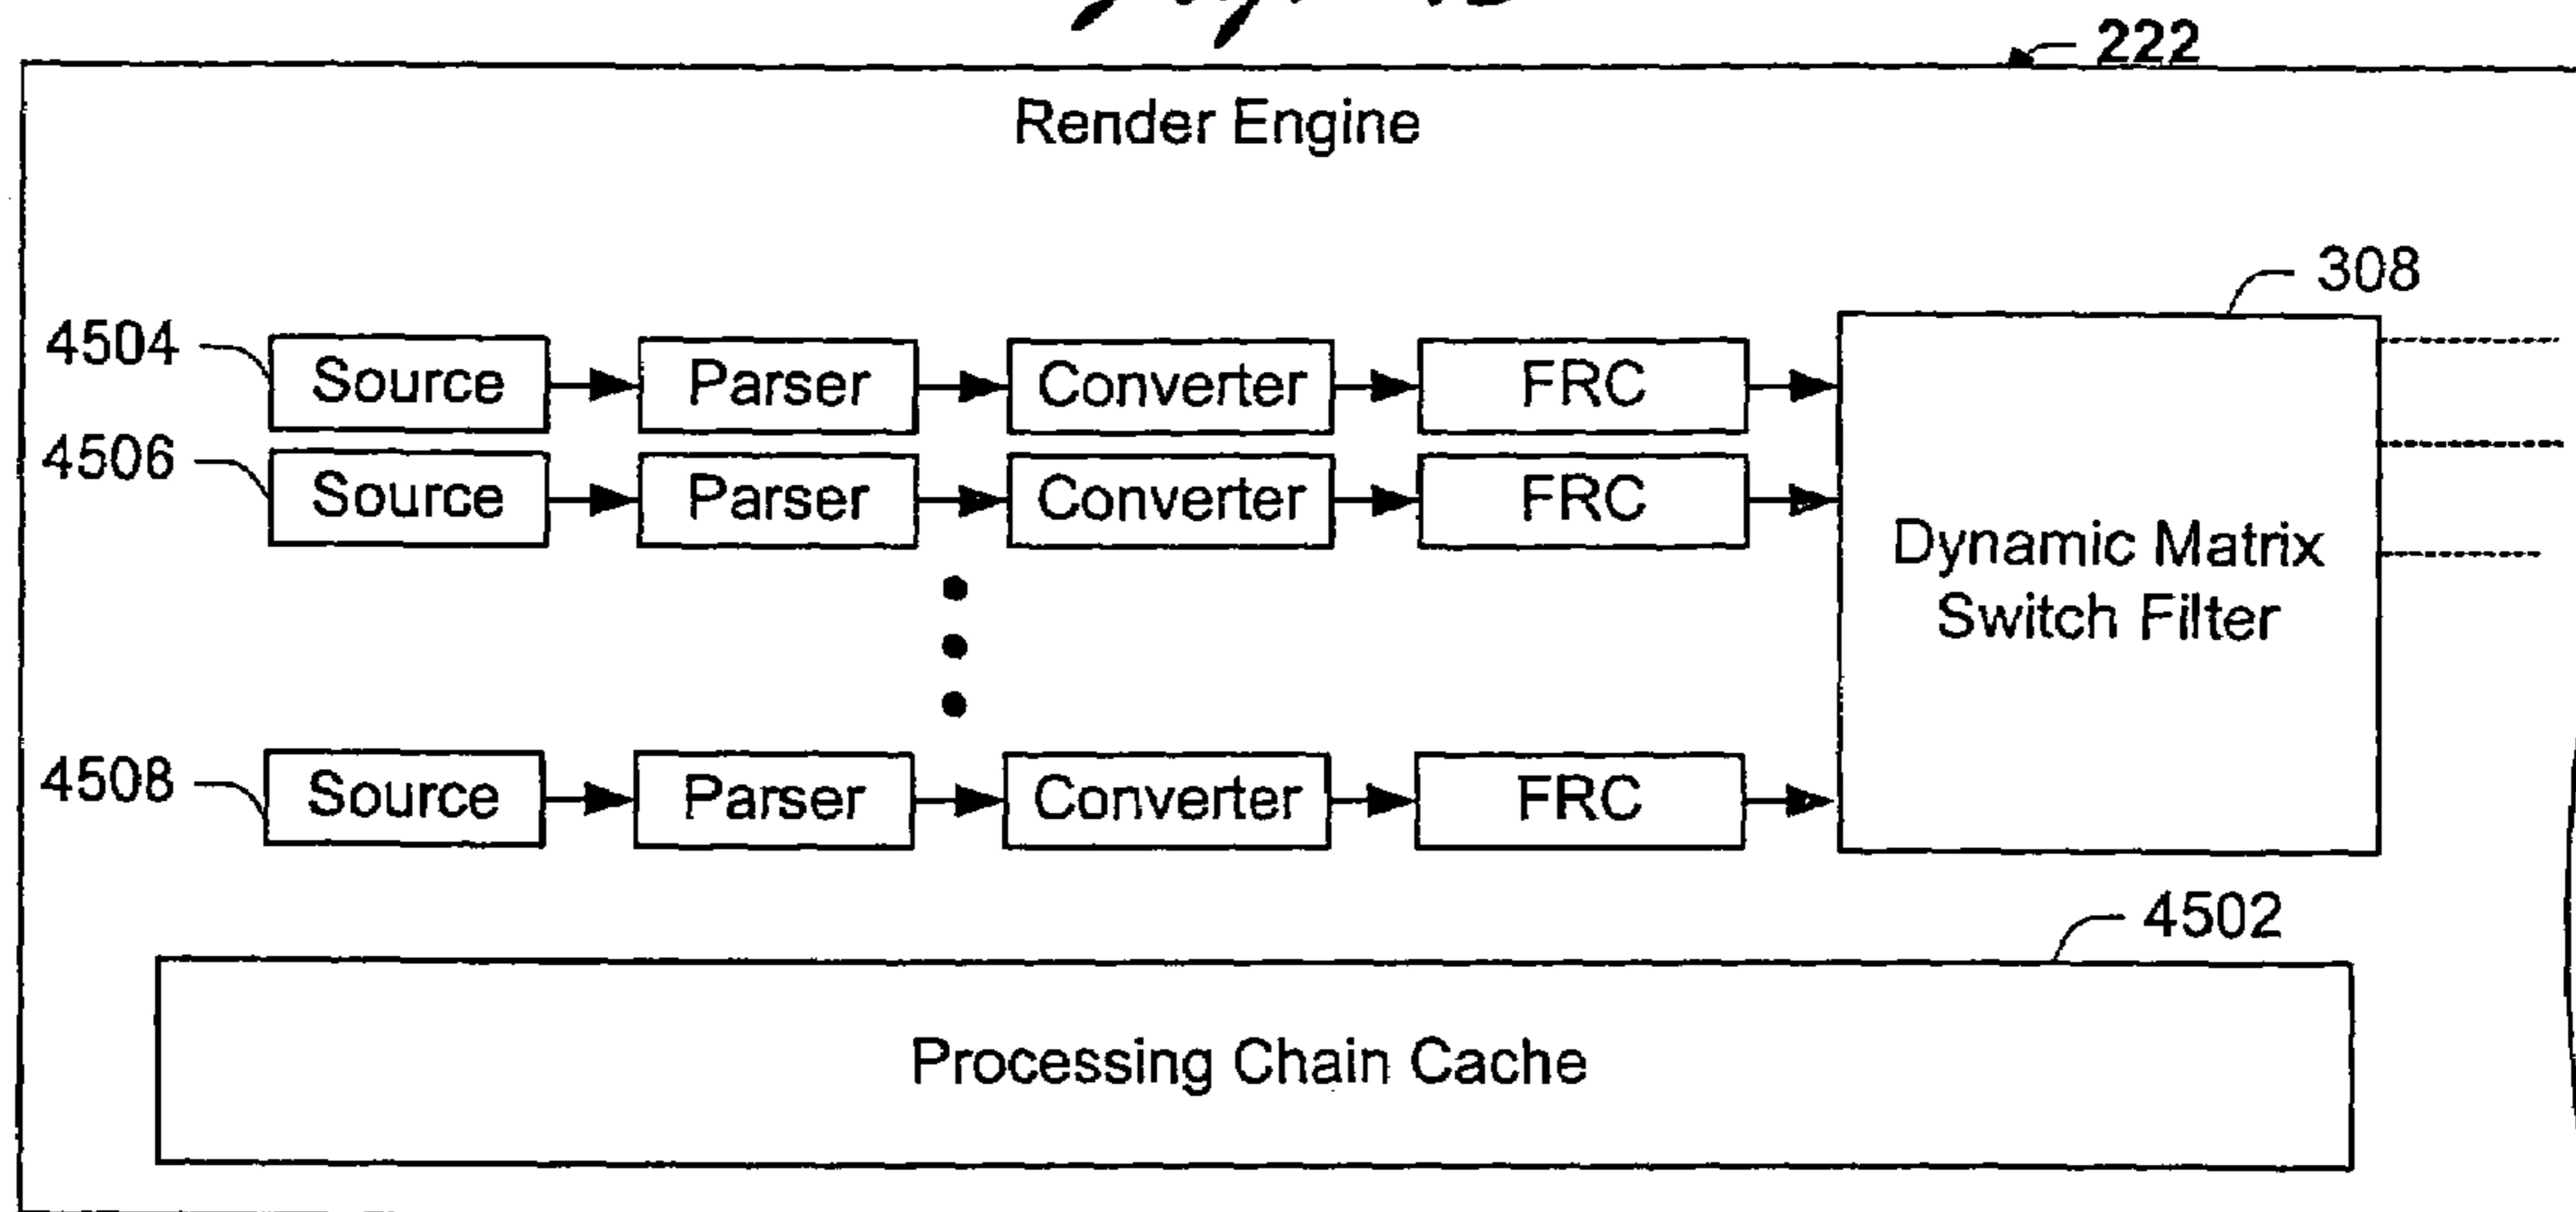 222
Render Engine
308
4504
Source
Parser
Converter
FRC
4506
Source
Parser
Converter
FRC
Dynamic Matrix
Switch Filter
4508
Source
Parser
Converter
FRC
4502
Processing Chain Cache